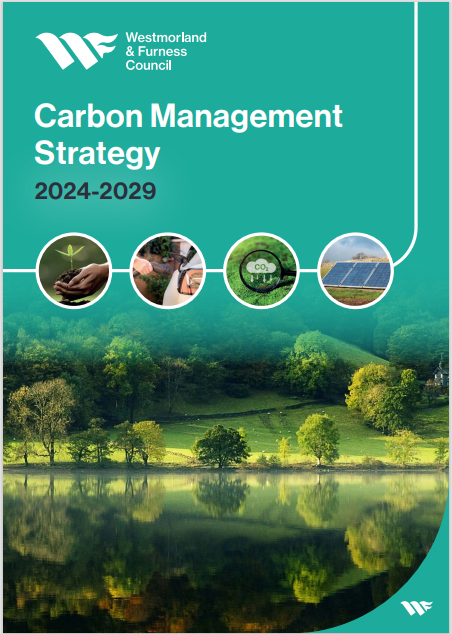 Westmorland
& Furness
Council
Carbon Management
Strategy
2024-2029
CO₂